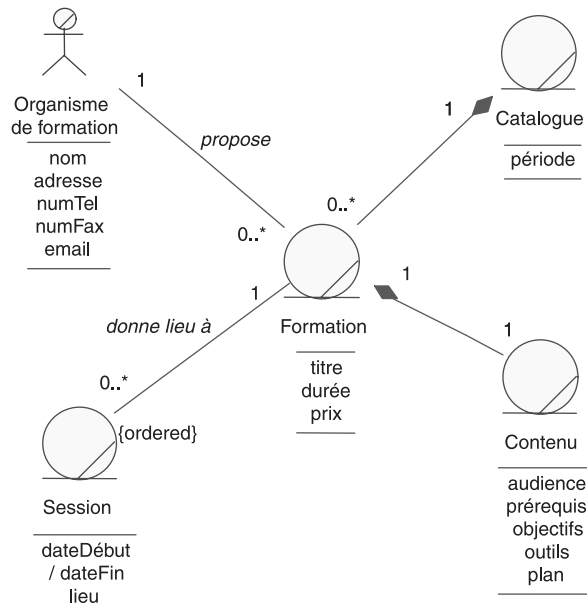 Organisme
de formation
nom
adresse
numTel
numFax
email
1
propose
0..*
Catalogue
période
1
0..*
Formation
titre
durée
prix
1
donne lieu à
0..*
{ordered}
Session
dateDébut
/ dateFin
lieu
1
1
Contenu
audience
prérequis
objectifs
outils
plan